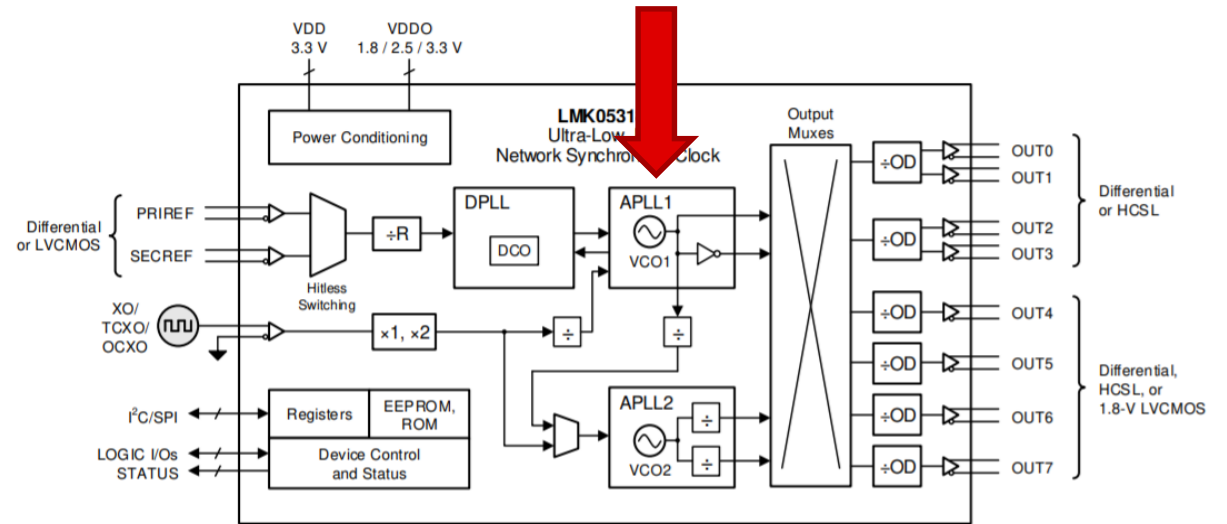 VDD
3.3 V
VDDO
1.8 / 2.5 / 3.3 V
Power Conditioning
LMK0531
Ultra-Low
Network Synchro Clock
Output
Muxes
Differential
or LVCMOS
PRIREF
SECREF
Hitless
Switching
÷R
DPLL
DCO
APLL1
VCO1
XO/
TCXO/
OCXO
×1, ×2
÷
÷
APLL2
VCO2
÷
÷
I²C/SPI
LOGIC I/Os
STATUS
Registers
EEPROM,
ROM
Device Control
and Status
÷OD
÷OD
÷OD
÷OD
÷OD
÷OD
OUT0
OUT1
OUT2
OUT3
OUT4
OUT5
OUT6
OUT7
Differential
or HCSL
Differential,
HCSL, or
1.8-V LVCMOS